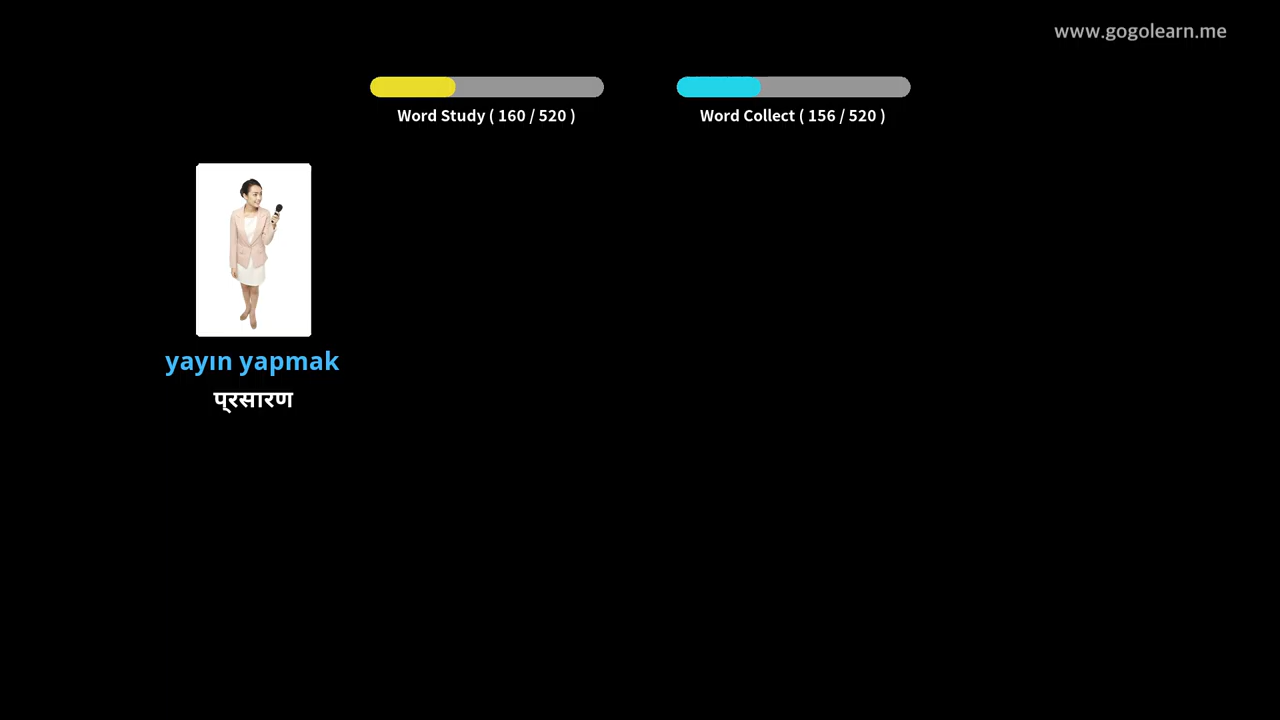 www.gogolearn.me
Word Study ( 160 / 520 )
Word Collect ( 156 / 520 )
yayın yapmak
प्रसारण